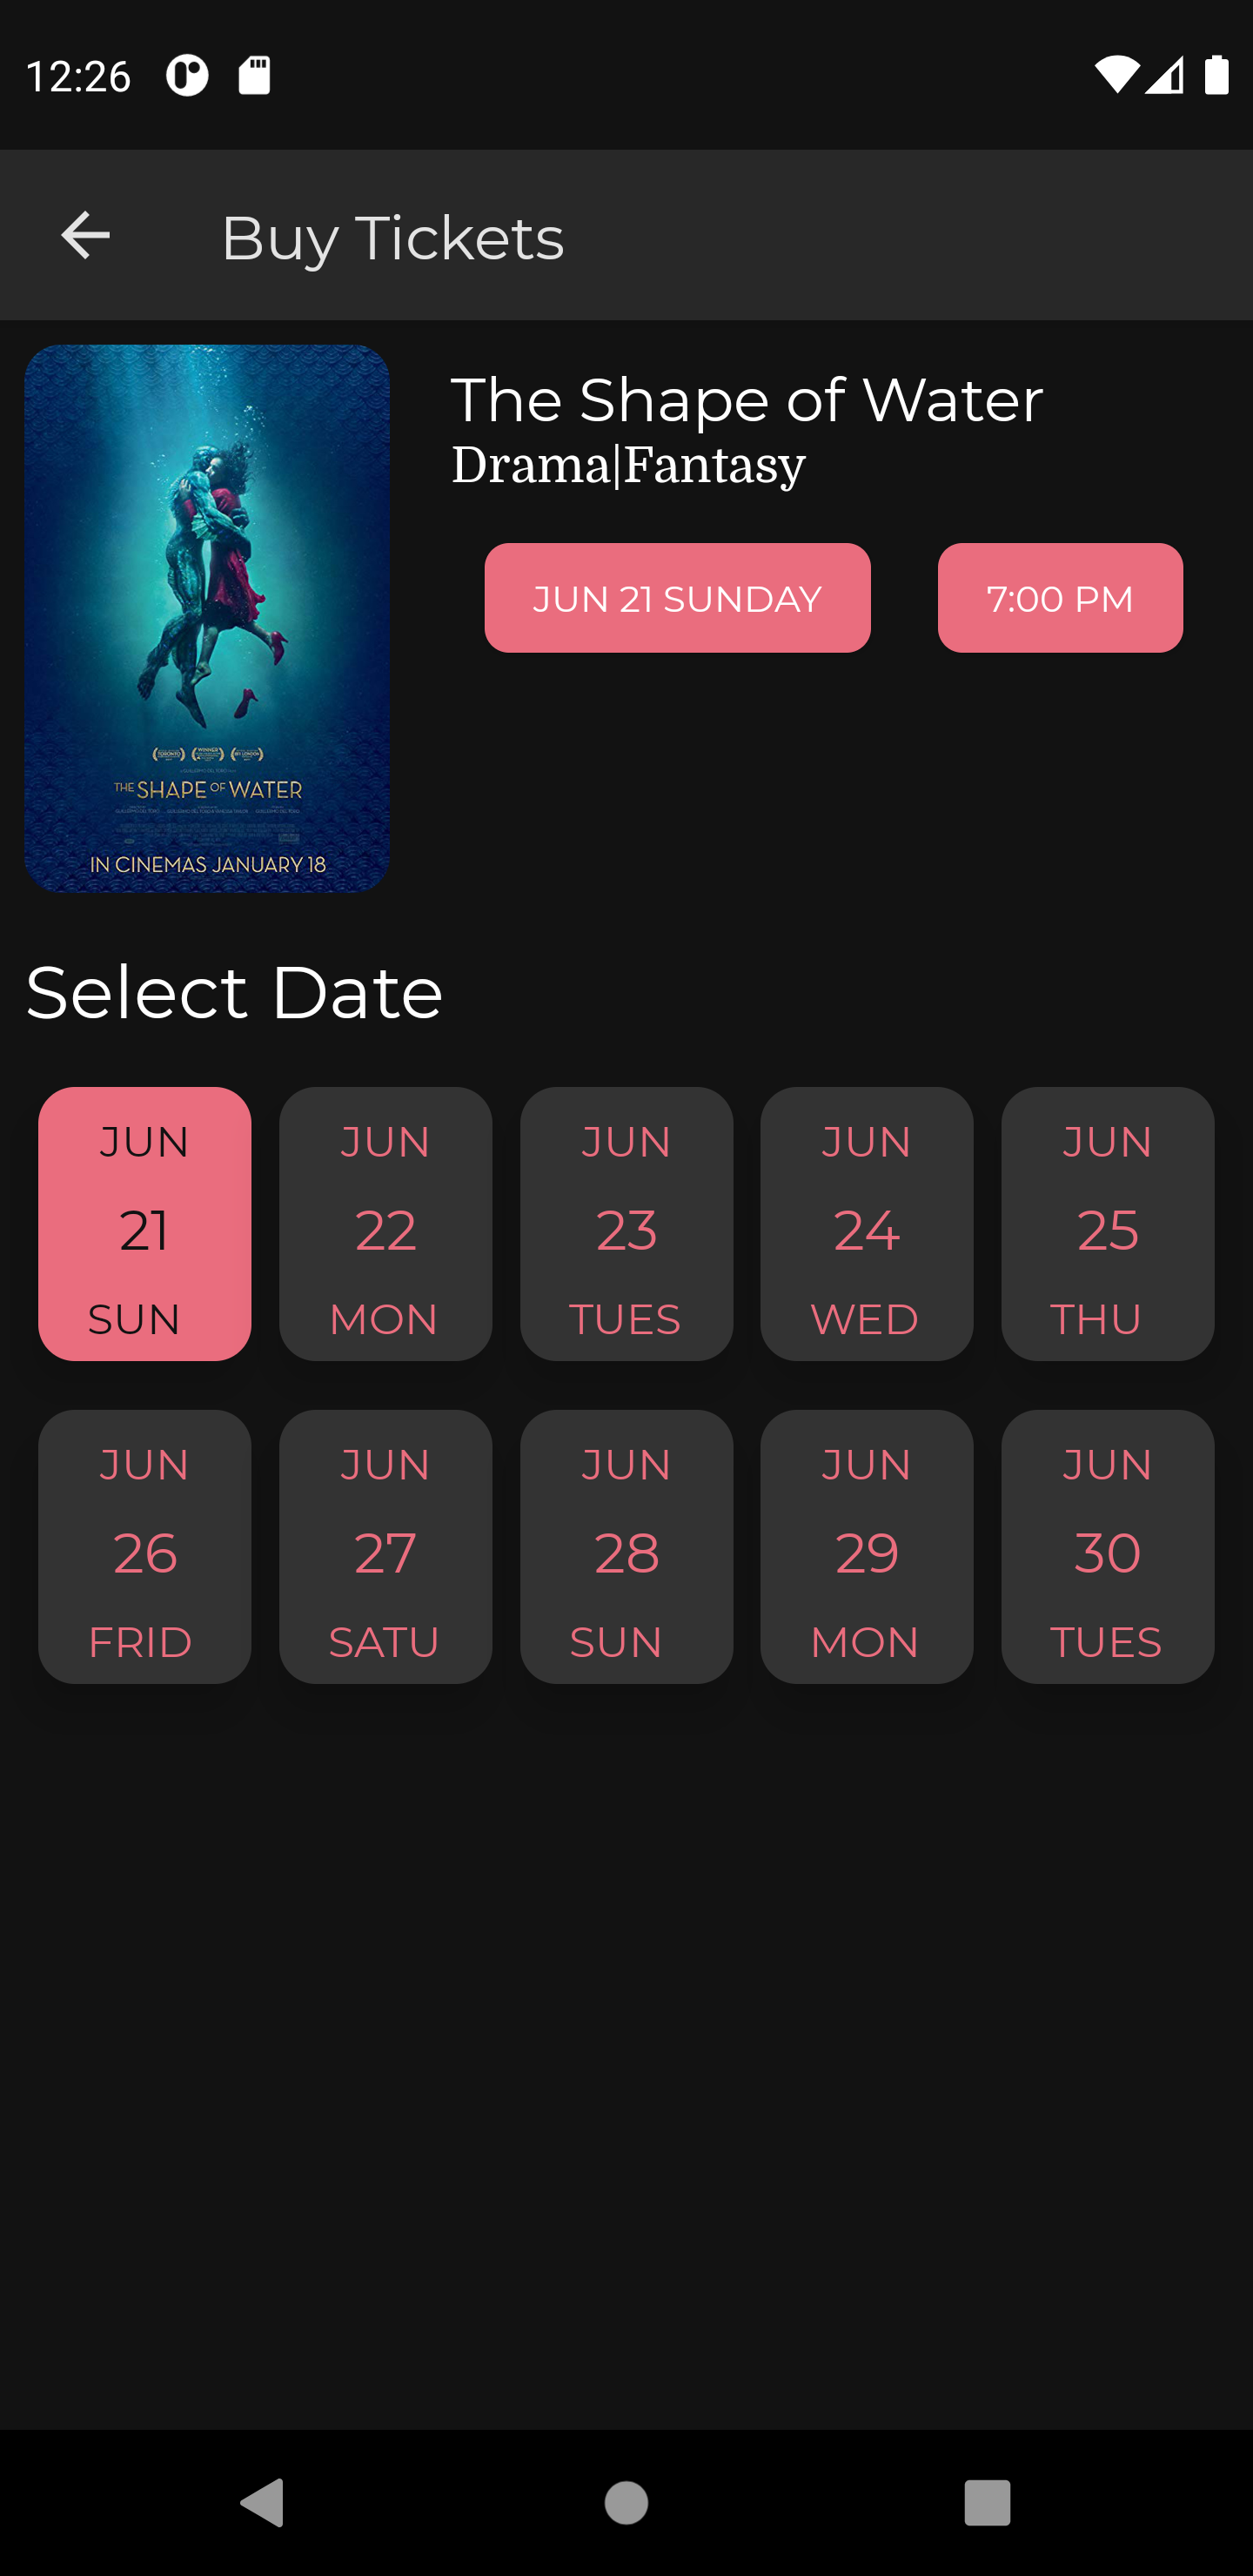 12:26
Buy Tickets
The Shape of Water
Drama|Fantasy
JUN 21 SUNDAY 7:00 PM
TORONTO WINNER
THE SHAPE OF WATER
IN CINEMAS JANUARY 18
Select Date
JUN JUN JUN JUN JUN
21 22 23 24 25
SUN MON TUES WED THU
JUN JUN JUN JUN JUN
26 27 28 29 30
FRID SATU SUN MON TUES